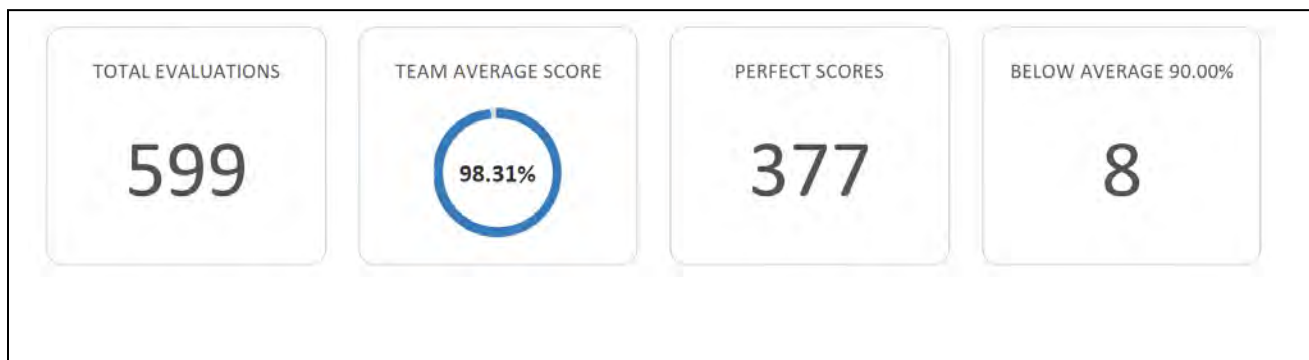 TOTAL EVALUATIONS
599
TEAM AVERAGE SCORE
98.31%
PERFECT SCORES
377
BELOW AVERAGE 90.00%
8